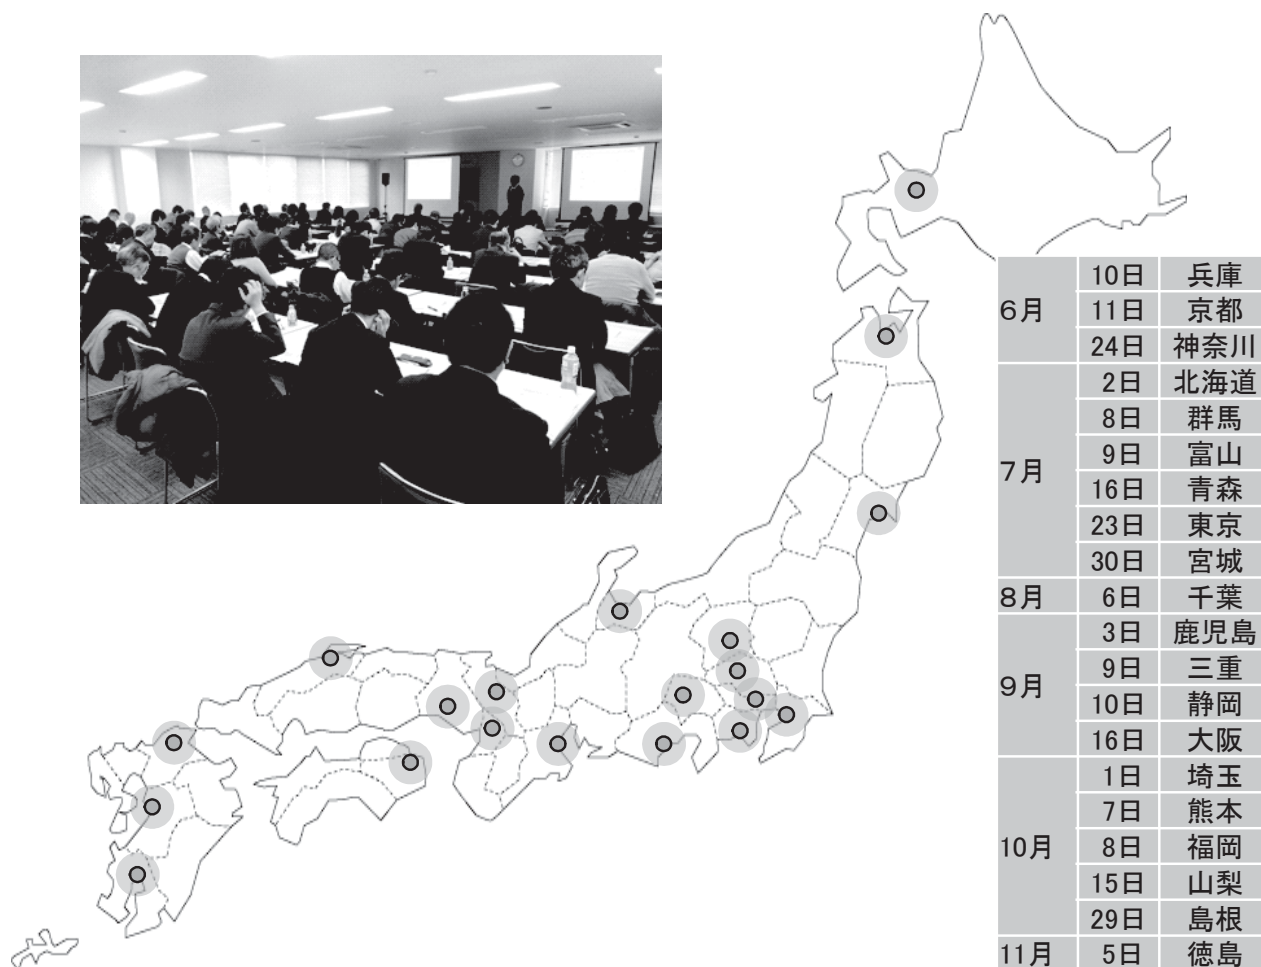 6月 10日 兵庫
11日 京都
24日 神奈川
7月 2日 北海道
8日 群馬
9日 富山
16日 青森
23日 東京
30日 宮城
8月 6日 千葉
9月 3日 鹿児島
9日 三重
10日 静岡
16日 大阪
10月 1日 埼玉
7日 熊本
8日 福岡
15日 山梨
29日 島根
11月 5日 徳島